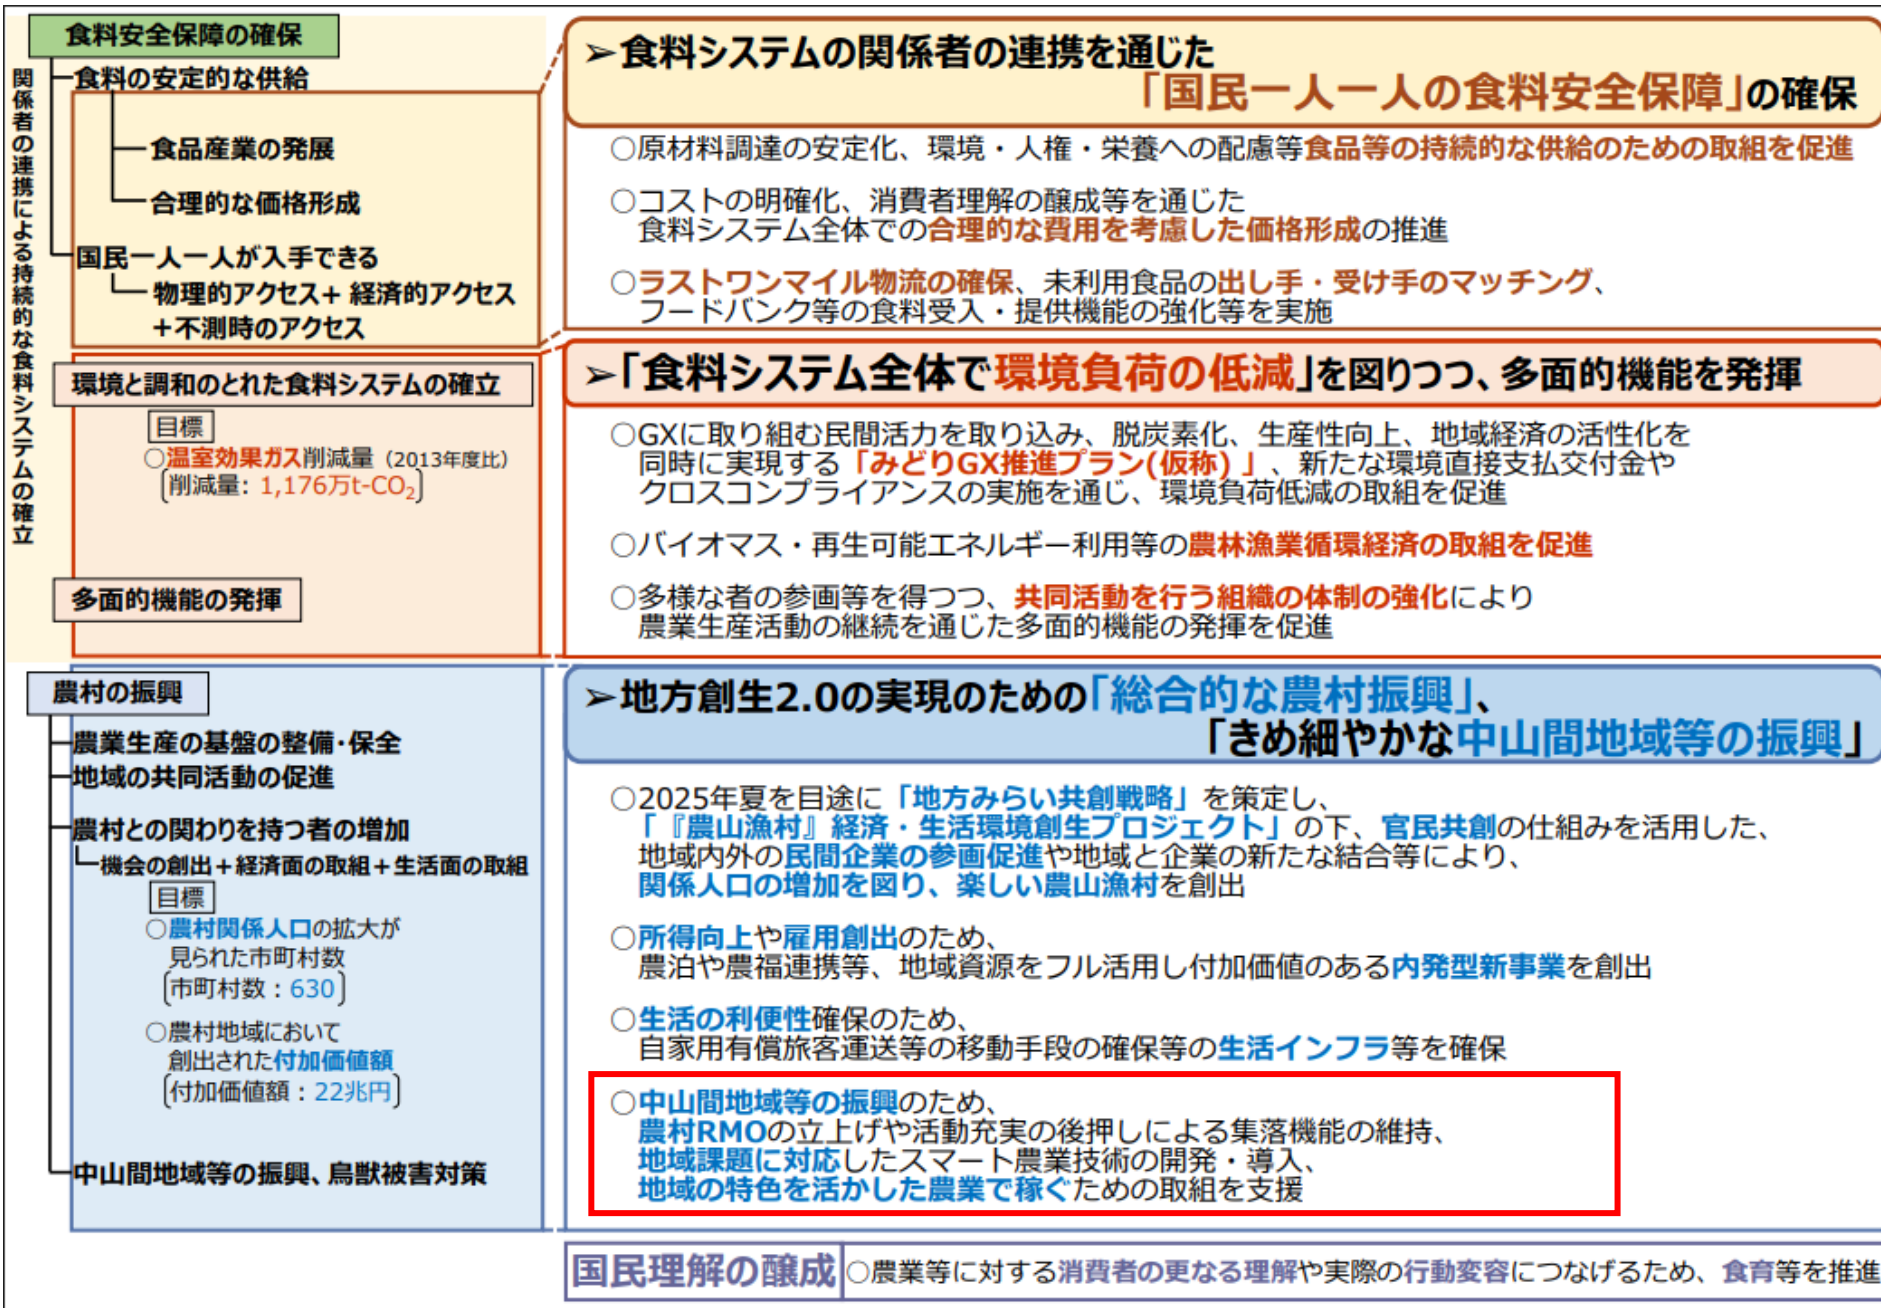 食料安全保障の確保
関係者の連携による持続的な食料システムの確立
食料の安定的な供給
食品産業の発展
合理的な価格形成
国民一人一人が入手できる
物理的アクセス+ 経済的アクセス
+不測時のアクセス
➢食料システムの関係者の連携を通じた
「国民一人一人の食料安全保障」の確保
○原材料調達の安定化、環境・人権・栄養への配慮等食品等の持続的な供給のための取組を促進
○コストの明確化、消費者理解の醸成等を通じた
食料システム全体での合理的な費用を考慮した価格形成の推進
○ラストワンマイル物流の確保、未利用食品の出し手・受け手のマッチング、
フードバンク等の食料受入・提供機能の強化等を実施
環境と調和のとれた食料システムの確立
目標
○温室効果ガス削減量（2013年度比）
[削減量: 1,176万t-CO₂]
多面的機能の発揮
➢「食料システム全体で環境負荷の低減」を図りつつ、多面的機能を発揮
○GXに取り組む民間活力を取り込み、脱炭素化、生産性向上、地域経済の活性化を
同時に実現する「みどりGX推進プラン(仮称) 」、新たな環境直接支払交付金や
クロスコンプライアンスの実施を通じ、環境負荷低減の取組を促進
○バイオマス・再生可能エネルギー利用等の農林漁業循環経済の取組を促進
○多様な者の参画等を得つつ、共同活動を行う組織の体制の強化により
農業生産活動の継続を通じた多面的機能の発揮を促進
農村の振興
農業生産の基盤の整備･保全
地域の共同活動の促進
農村との関わりを持つ者の増加
機会の創出+経済面の取組+生活面の取組
目標
○農村関係人口の拡大が
見られた市町村数
[市町村数：630]
○農村地域において
創出された付加価値額
[付加価値額：22兆円]
中山間地域等の振興、鳥獣被害対策
➢地方創生2.0の実現のための「総合的な農村振興」、
「きめ細やかな中山間地域等の振興」
○2025年夏を目途に「地方みらい共創戦略」を策定し、
「『農山漁村』経済・生活環境創生プロジェクト」の下、官民共創の仕組みを活用した、
地域内外の民間企業の参画促進や地域と企業の新たな結合等により、
関係人口の増加を図り、楽しい農山漁村を創出
○所得向上や雇用創出のため、
農泊や農福連携等、地域資源をフル活用し付加価値のある内発型新事業を創出
○生活の利便性確保のため、
自家用有償旅客運送等の移動手段の確保等の生活インフラ等を確保
○中山間地域等の振興のため、
農村RMOの立上げや活動充実の後押しによる集落機能の維持、
地域課題に対応したスマート農業技術の開発・導入、
地域の特色を活かした農業で稼ぐための取組を支援
国民理解の醸成
○農業等に対する消費者の更なる理解や実際の行動変容につなげるため、食育等を推進